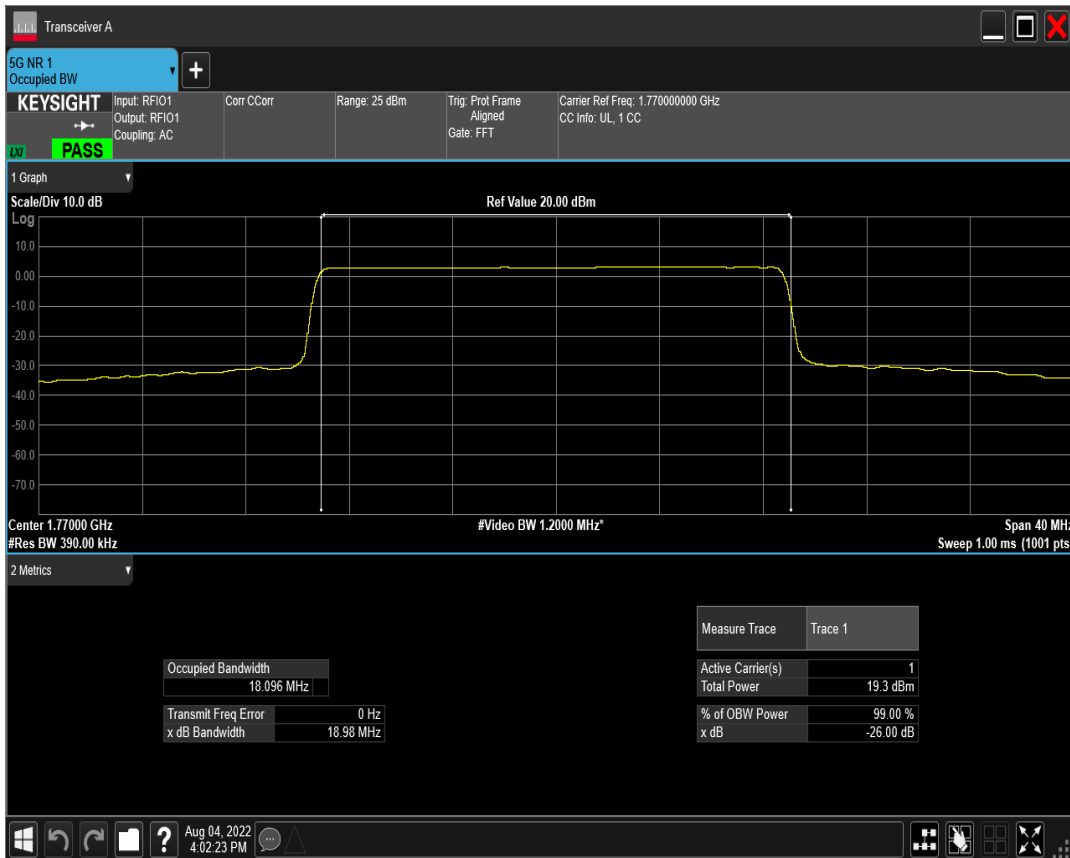 Transceiver A
5G NR 1
Occupied BW
KEYSIGHT
LXI
PASS
Input: RFIO1
Output: RFIO1
Coupling: AC
Corr CCorr
Range: 25 dBm
Trig: Prot Frame
Aligned
Gate: FFT
Carrier Ref Freq: 1.770000000 GHz
CC Info: UL, 1 CC
1 Graph
Scale/Div 10.0 dB
Ref Value 20.00 dBm
Log
10.0
0.00
-10.0
-20.0
-30.0
-40.0
-50.0
-60.0
-70.0
Center 1.77000 GHz
#Video BW 1.2000 MHz*
Span 40 MHz
#Res BW 390.00 kHz
Sweep 1.00 ms (1001 pts
2 Metrics
Measure Trace
Trace 1
Occupied Bandwidth
18.096 MHz
Active Carrier(s)
1
Total Power
19.3 dBm
Transmit Freq Error
0 Hz
x dB Bandwidth
18.98 MHz
% of OBW Power
99.00 %
x dB
-26.00 dB
?
Aug 04, 2022
4:02:23 PM